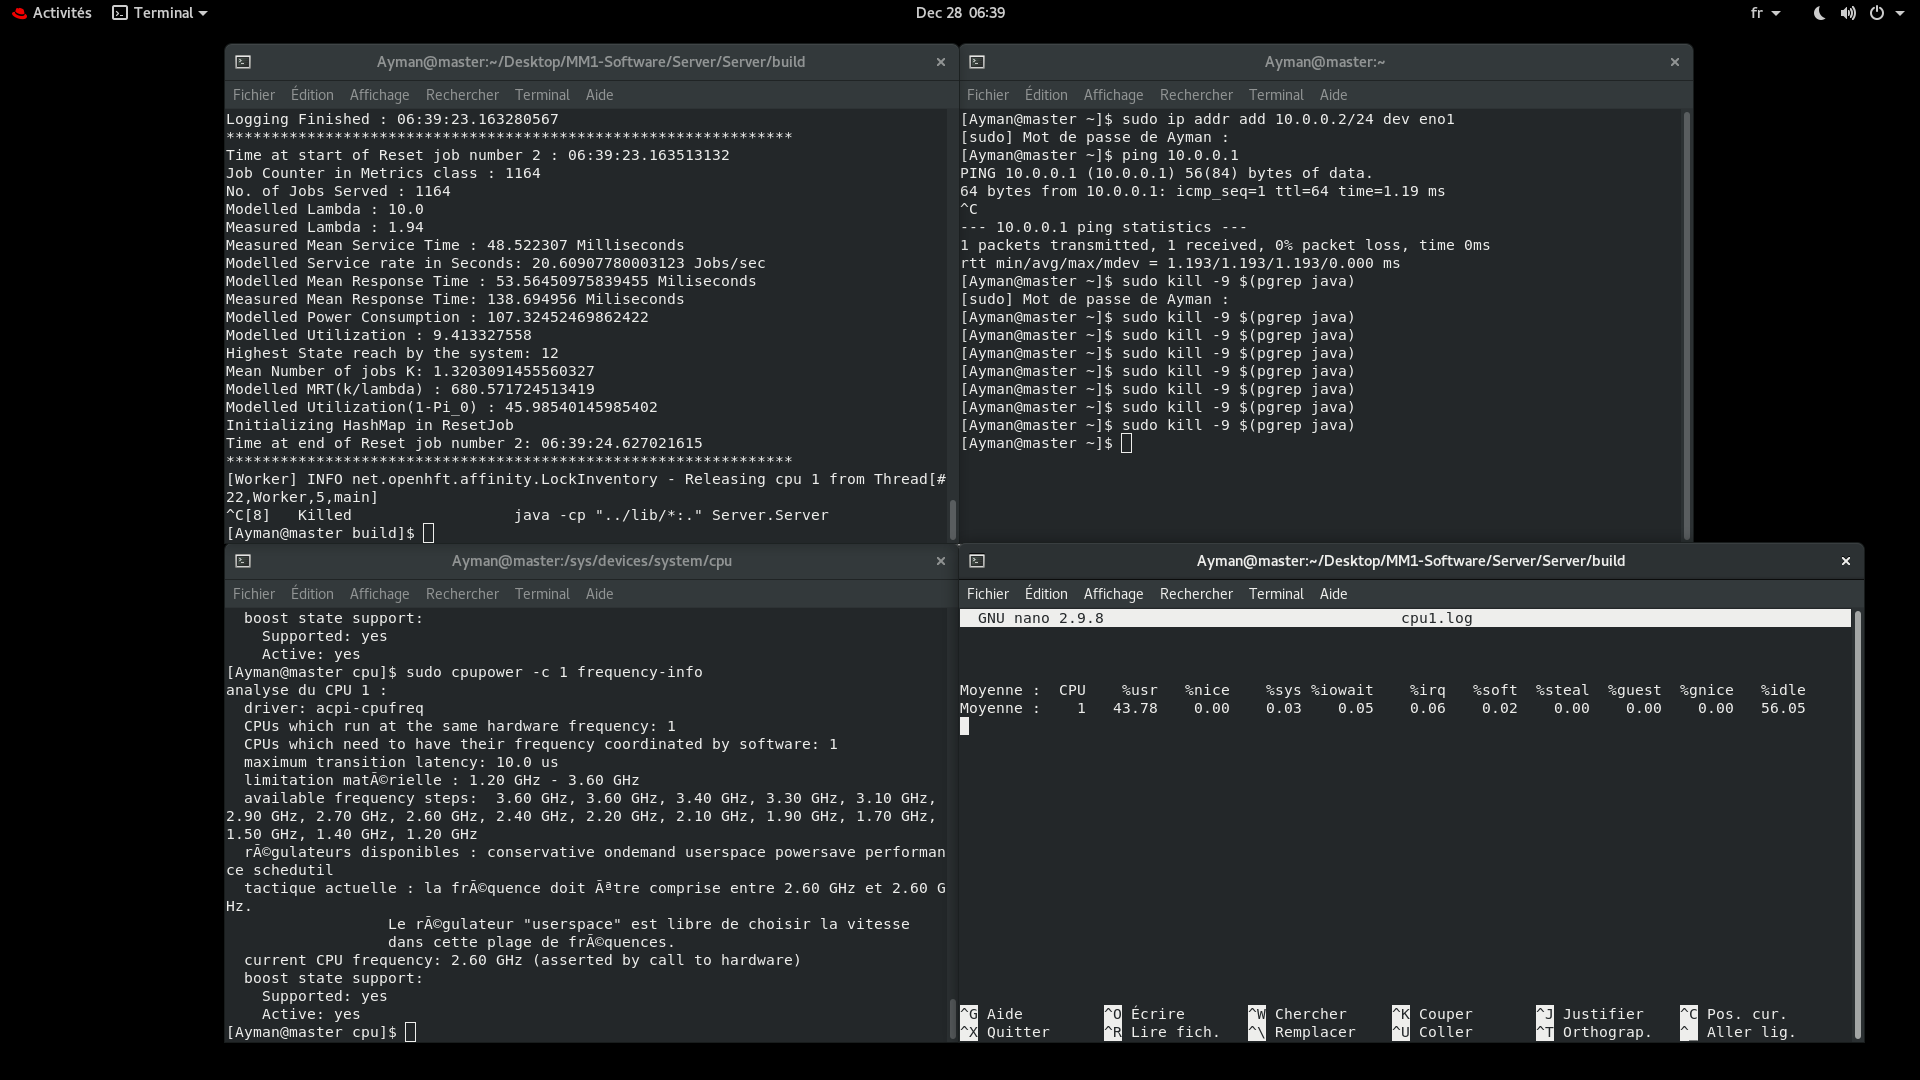 Activités Terminal Dec 28 06:39 fr
Ayman@master:~/Desktop/MM1-Software/Server/Server/build
Fichier Édition Affichage Rechercher Terminal Aide
Logging Finished : 06:39:23.163280567
***************************************************************
Time at start of Reset job number 2 : 06:39:23.163513132
Job Counter in Metrics class : 1164
No. of Jobs Served : 1164
Modelled Lambda : 10.0
Measured Lambda : 1.94
Measured Mean Service Time : 48.522307 Milliseconds
Modelled Service rate in Seconds: 20.60907780003123 Jobs/sec
Modelled Mean Response Time : 53.56450975839455 Miliseconds
Measured Mean Response Time: 138.694956 Miliseconds
Modelled Power Consumption : 107.32452469862422
Modelled Utilization : 9.413327558
Highest State reach by the system: 12
Mean Number of jobs K: 1.3203091455560327
Modelled MRT(k/lambda) : 680.571724513419
Modelled Utilization(1-Pi_0) : 45.98540145985402
Initializing HashMap in ResetJob
Time at end of Reset job number 2: 06:39:24.627021615
***************************************************************
[Worker] INFO net.openhft.affinity.LockInventory - Releasing cpu 1 from Thread[#
22,Worker,5,main]
^C[8]   Killed                  java -cp "../lib/*:." Server.Server
[Ayman@master build]$
Ayman@master:~
Fichier Édition Affichage Rechercher Terminal Aide
[Ayman@master ~]$ sudo ip addr add 10.0.0.2/24 dev eno1
[sudo] Mot de passe de Ayman :
[Ayman@master ~]$ ping 10.0.0.1
PING 10.0.0.1 (10.0.0.1) 56(84) bytes of data.
64 bytes from 10.0.0.1: icmp_seq=1 ttl=64 time=1.19 ms
^C
--- 10.0.0.1 ping statistics ---
1 packets transmitted, 1 received, 0% packet loss, time 0ms
rtt min/avg/max/mdev = 1.193/1.193/1.193/0.000 ms
[Ayman@master ~]$ sudo kill -9 $(pgrep java)
[sudo] Mot de passe de Ayman :
[Ayman@master ~]$ sudo kill -9 $(pgrep java)
[Ayman@master ~]$ sudo kill -9 $(pgrep java)
[Ayman@master ~]$ sudo kill -9 $(pgrep java)
[Ayman@master ~]$ sudo kill -9 $(pgrep java)
[Ayman@master ~]$ sudo kill -9 $(pgrep java)
[Ayman@master ~]$ sudo kill -9 $(pgrep java)
[Ayman@master ~]$ sudo kill -9 $(pgrep java)
[Ayman@master ~]$
Ayman@master:/sys/devices/system/cpu
Fichier Édition Affichage Rechercher Terminal Aide
boost state support:
Supported: yes
Active: yes
[Ayman@master cpu]$ sudo cpupower -c 1 frequency-info
analyse du CPU 1 :
driver: acpi-cpufreq
CPUs which run at the same hardware frequency: 1
CPUs which need to have their frequency coordinated by software: 1
maximum transition latency: 10.0 us
limitation matÃ©rielle : 1.20 GHz - 3.60 GHz
available frequency steps:  3.60 GHz, 3.60 GHz, 3.40 GHz, 3.30 GHz, 3.10 GHz,
2.90 GHz, 2.70 GHz, 2.60 GHz, 2.40 GHz, 2.20 GHz, 2.10 GHz, 1.90 GHz, 1.70 GHz,
1.50 GHz, 1.40 GHz, 1.20 GHz
rÃ©gulateurs disponibles : conservative ondemand userspace powersave performan
ce schedutil
tactique actuelle : la frÃ©quence doit Ãªtre comprise entre 2.60 GHz et 2.60 G
Hz.
Le rÃ©gulateur "userspace" est libre de choisir la vitesse
dans cette plage de frÃ©quences.
current CPU frequency: 2.60 GHz (asserted by call to hardware)
boost state support:
Supported: yes
Active: yes
[Ayman@master cpu]$
Ayman@master:~/Desktop/MM1-Software/Server/Server/build
Fichier Édition Affichage Rechercher Terminal Aide
GNU nano 2.9.8 cpu1.log
Moyenne :  CPU    %usr   %nice    %sys %iowait    %irq   %soft  %steal  %guest  %gnice   %idle
Moyenne :    1   43.78    0.00    0.03    0.05    0.06    0.02    0.00    0.00    0.00   56.05
^G Aide ^O Écrire ^W Chercher ^K Couper ^J Justifier ^C Pos. cur.
^X Quitter ^R Lire fich. ^\ Remplacer ^U Coller ^T Orthograp. ^_ Aller lig.